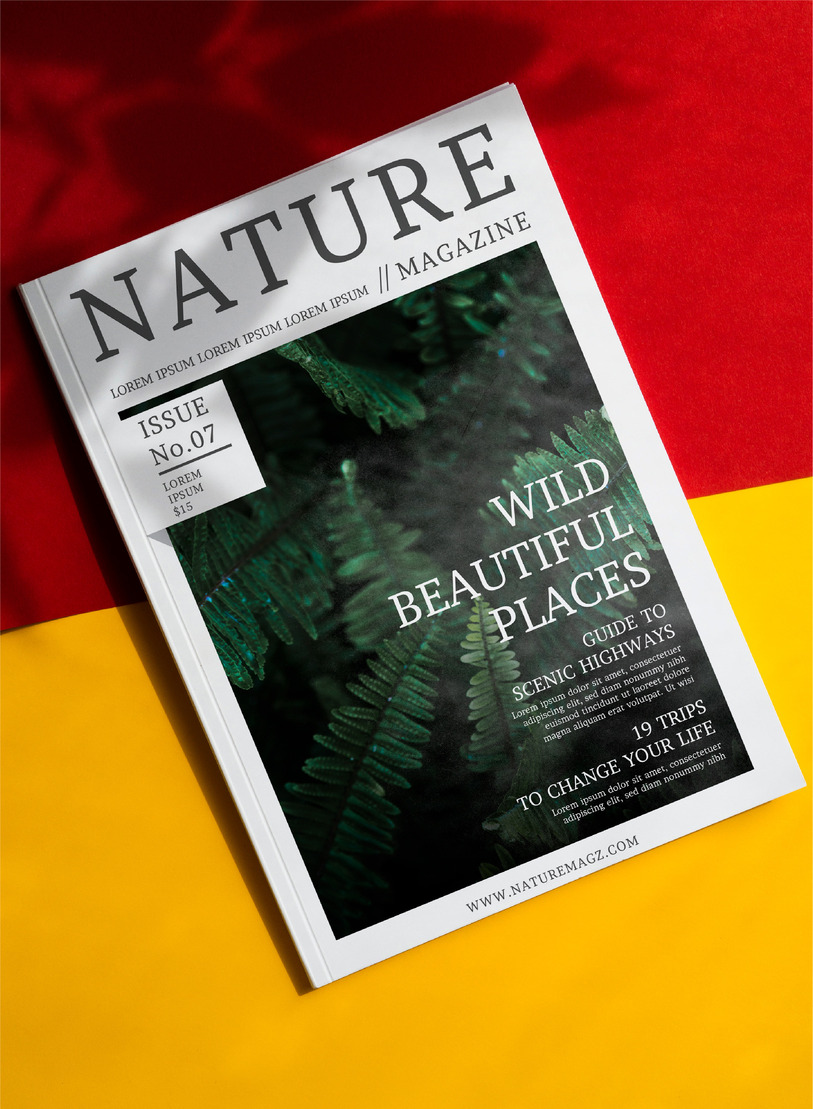 NATURE
LOREM IPSUM LOREM IPSUM LOREM IPSUM // MAGAZINE
ISSUE
No.07
LOREM
IPSUM
$15
WILD
BEAUTIFUL
PLACES
GUIDE TO
SCENIC HIGHWAYS
Lorem ipsum dolor sit amet, consectetuer
adipiscing elit, sed diam nonummy nibh
euismod tincidunt ut laoreet dolore
magna aliquam erat volutpat. Ut wisi
19 TRIPS
TO CHANGE YOUR LIFE
Lorem ipsum dolor sit amet, consectetuer
adipiscing elit, sed diam nonummy nibh
WWW.NATUREMAGZ.COM